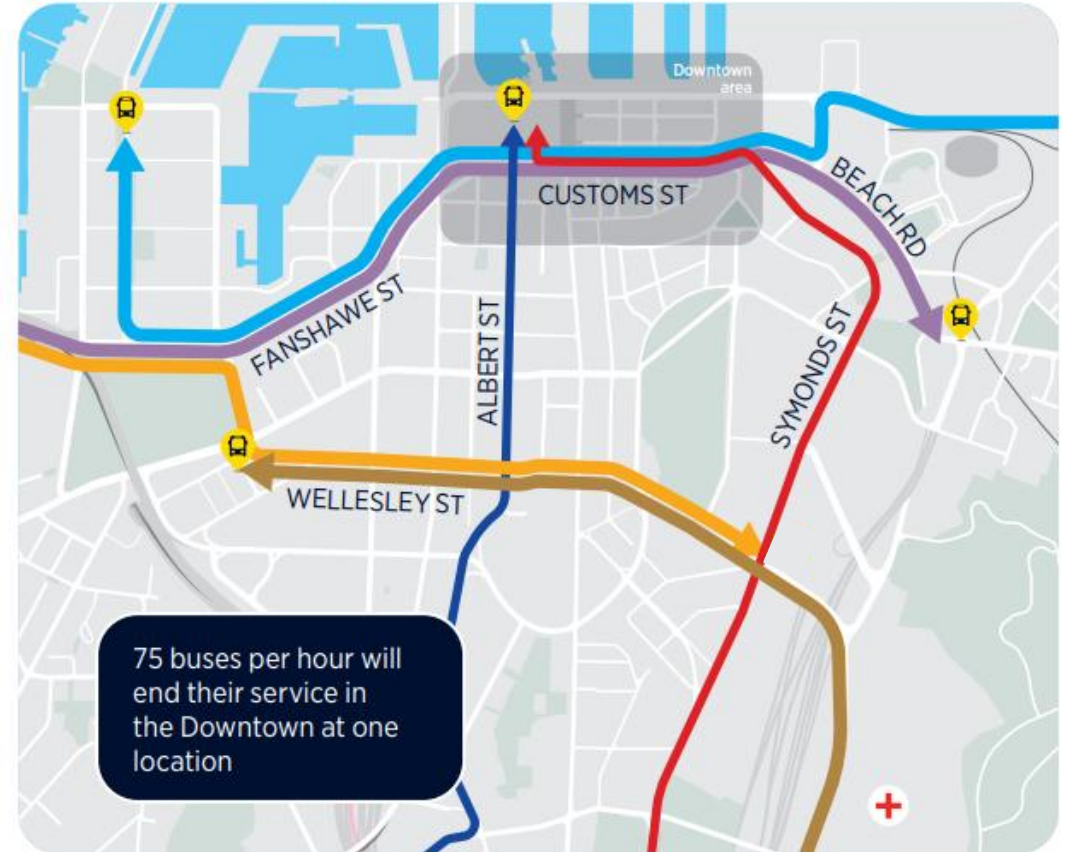 Downtown
area
CUSTOMS ST
BEACH RD
FANSHAWE ST
ALBERT ST
SYMONDS ST
WELLESLEY ST
75 buses per hour will
end their service in
the Downtown at one
location